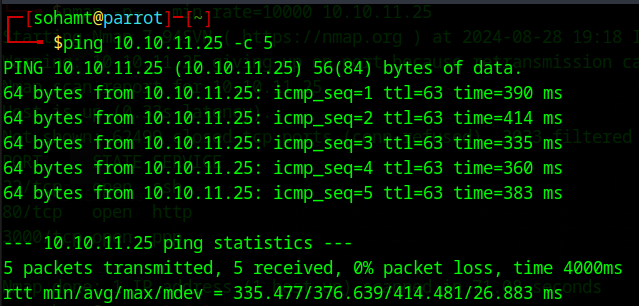 ┌─[sohamt@parrot]─[~]
└──╼ $ping 10.10.11.25 -c 5
PING 10.10.11.25 (10.10.11.25) 56(84) bytes of data.
64 bytes from 10.10.11.25: icmp_seq=1 ttl=63 time=390 ms
64 bytes from 10.10.11.25: icmp_seq=2 ttl=63 time=414 ms
64 bytes from 10.10.11.25: icmp_seq=3 ttl=63 time=335 ms
64 bytes from 10.10.11.25: icmp_seq=4 ttl=63 time=360 ms
64 bytes from 10.10.11.25: icmp_seq=5 ttl=63 time=383 ms
80/tcp open http
--- 10.10.11.25 ping statistics ---
5 packets transmitted, 5 received, 0% packet loss, time 4000ms
rtt min/avg/max/mdev = 335.477/376.639/414.481/26.883 ms